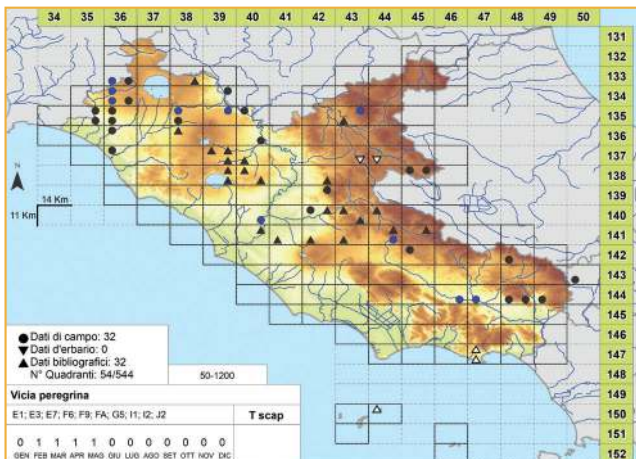 34 35 36 37 38 39 40 41 42 43 44 45 46 47 48 49 50
131
132
133
134
135
136
137
138
139
140
141
142
143
144
145
146
147
148
149
150
151
152
N
14 Km
11 Km
● Dati di campo: 32
▼ Dati d'erbario: 0
▲ Dati bibliografici: 32
N° Quadranti: 54/544
50-1200
Vicia peregrina
E1; E3; E7; F6; F9; FA; G5; I1; I2; J2
T scap
0 1 1 1 1 0 0 0 0 0 0 0
GEN FEB MAR APR MAG GIU LUG AGO SET OTT NOV DIC